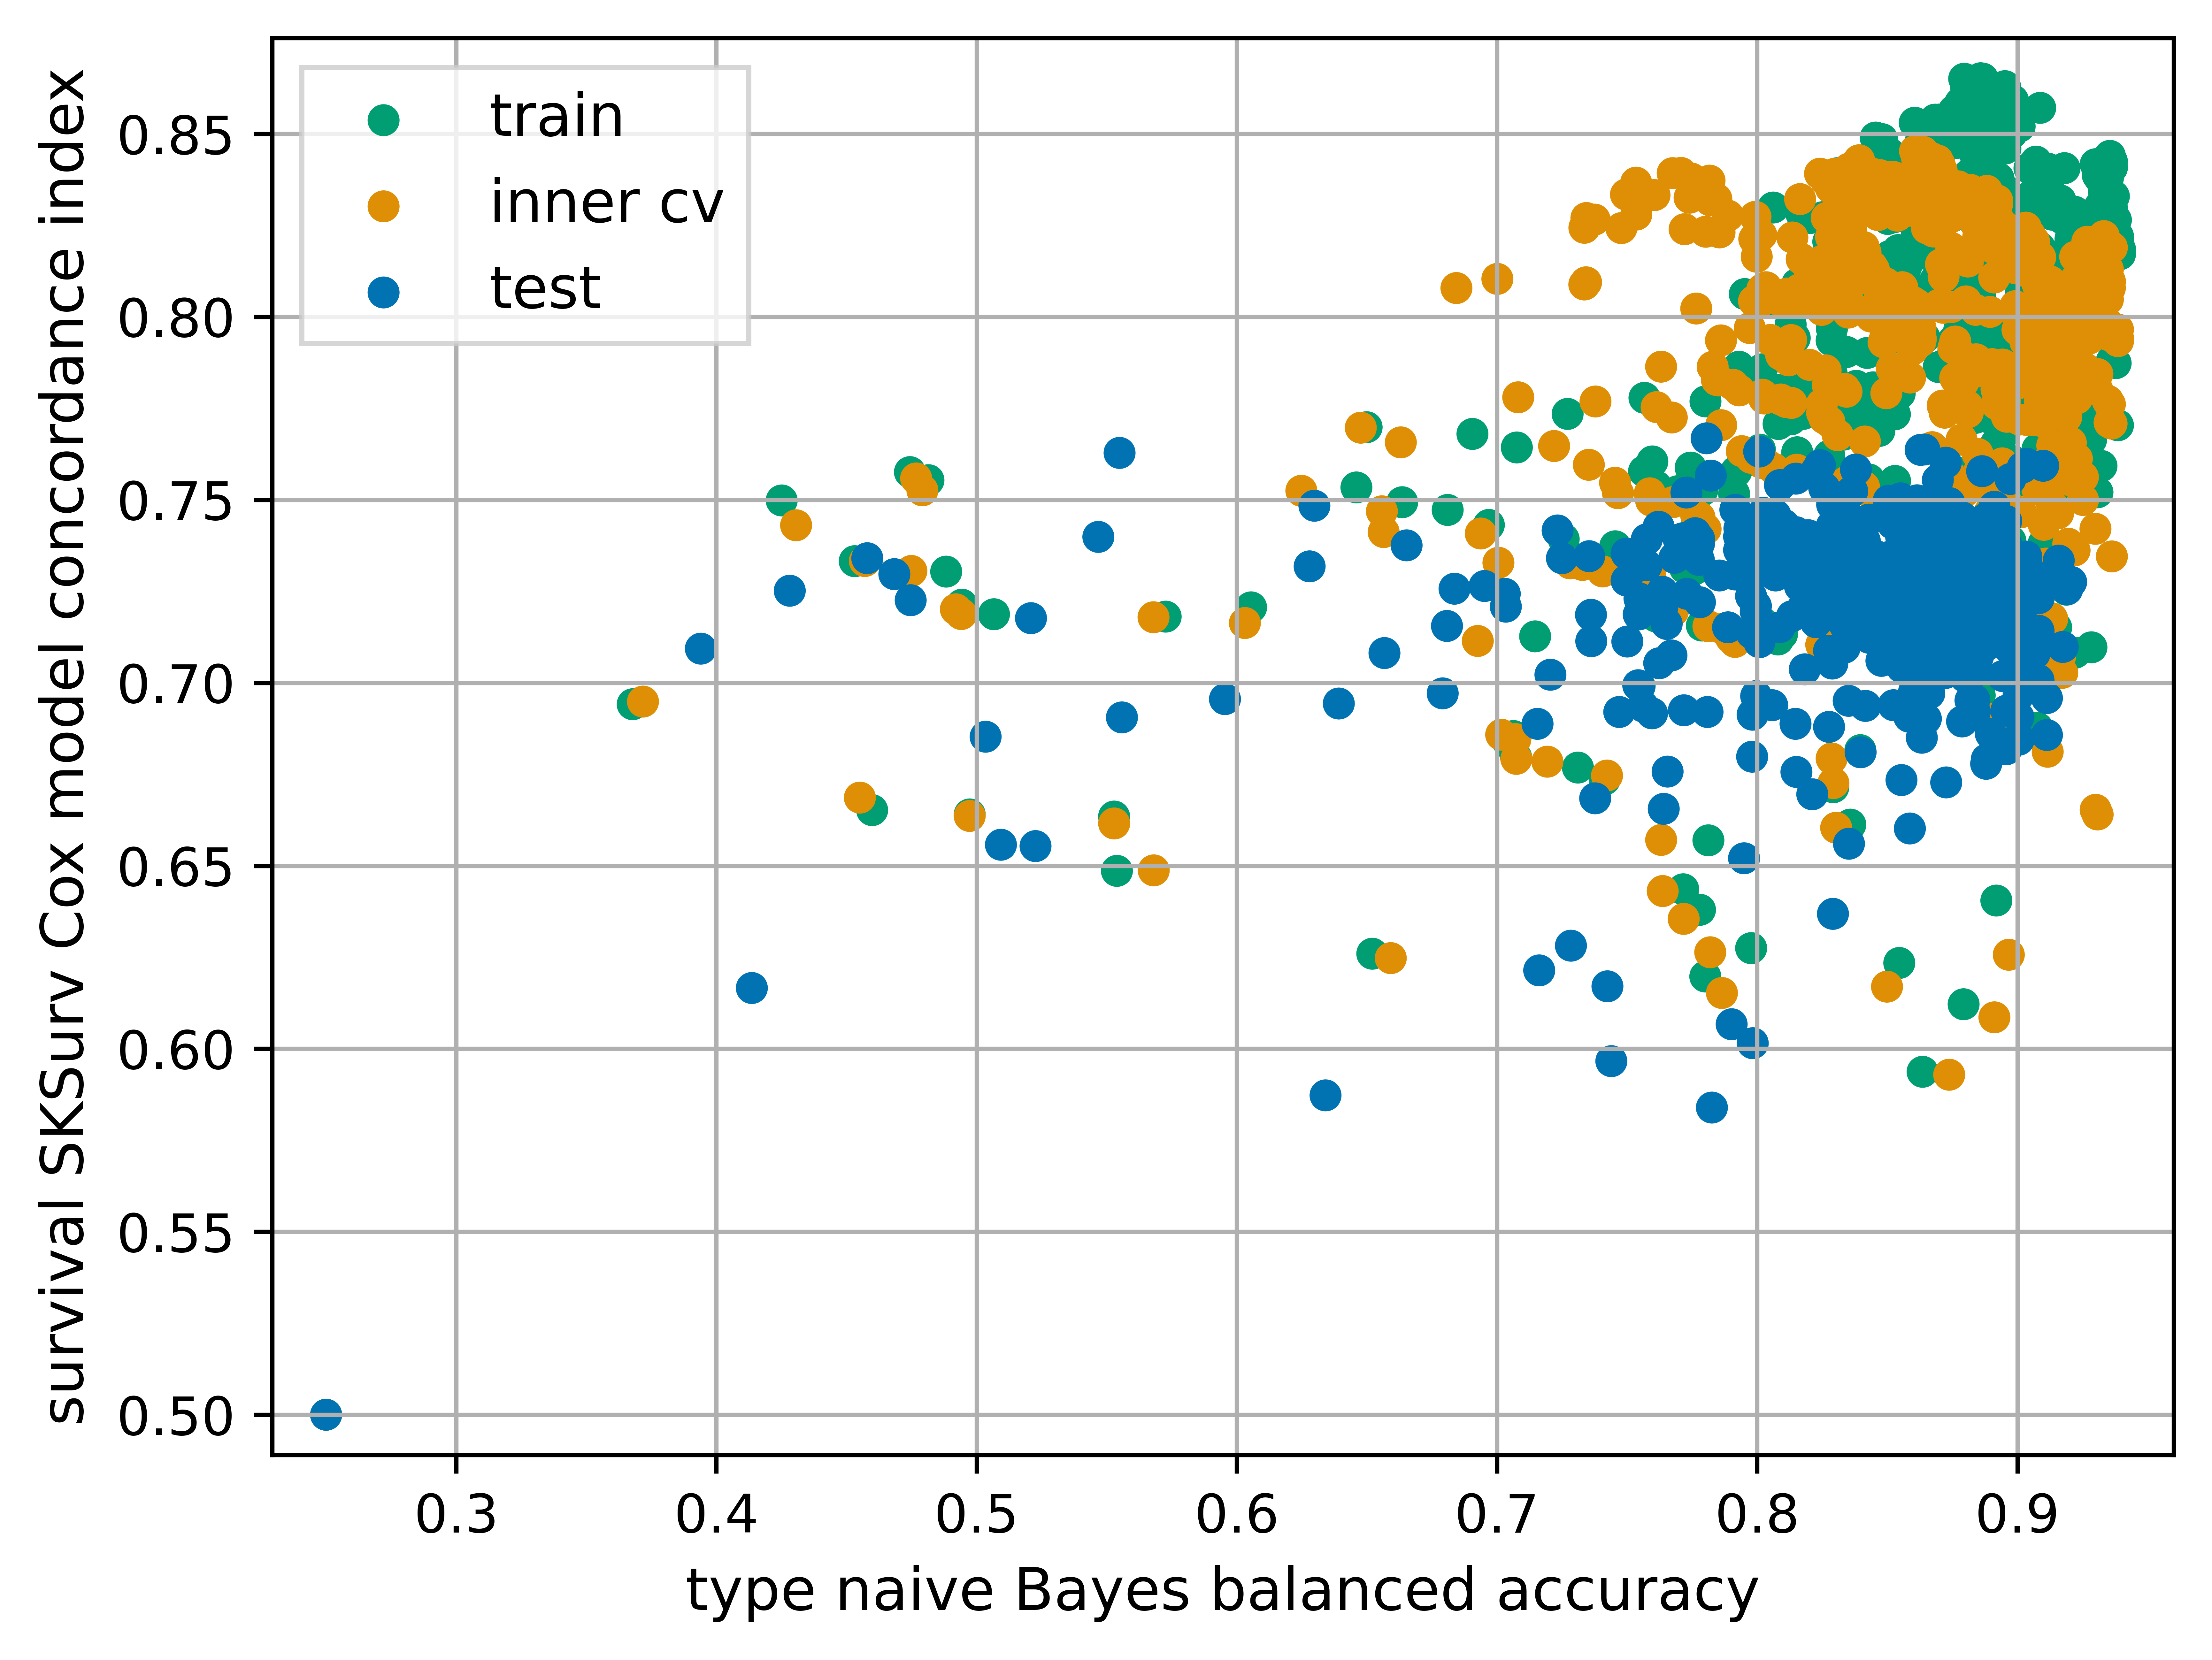 train
inner cv
test
survival SKSurv Cox model concordance index
0.85
0.80
0.75
0.70
0.65
0.60
0.55
0.50
0.3 0.4 0.5 0.6 0.7 0.8 0.9
type naive Bayes balanced accuracy